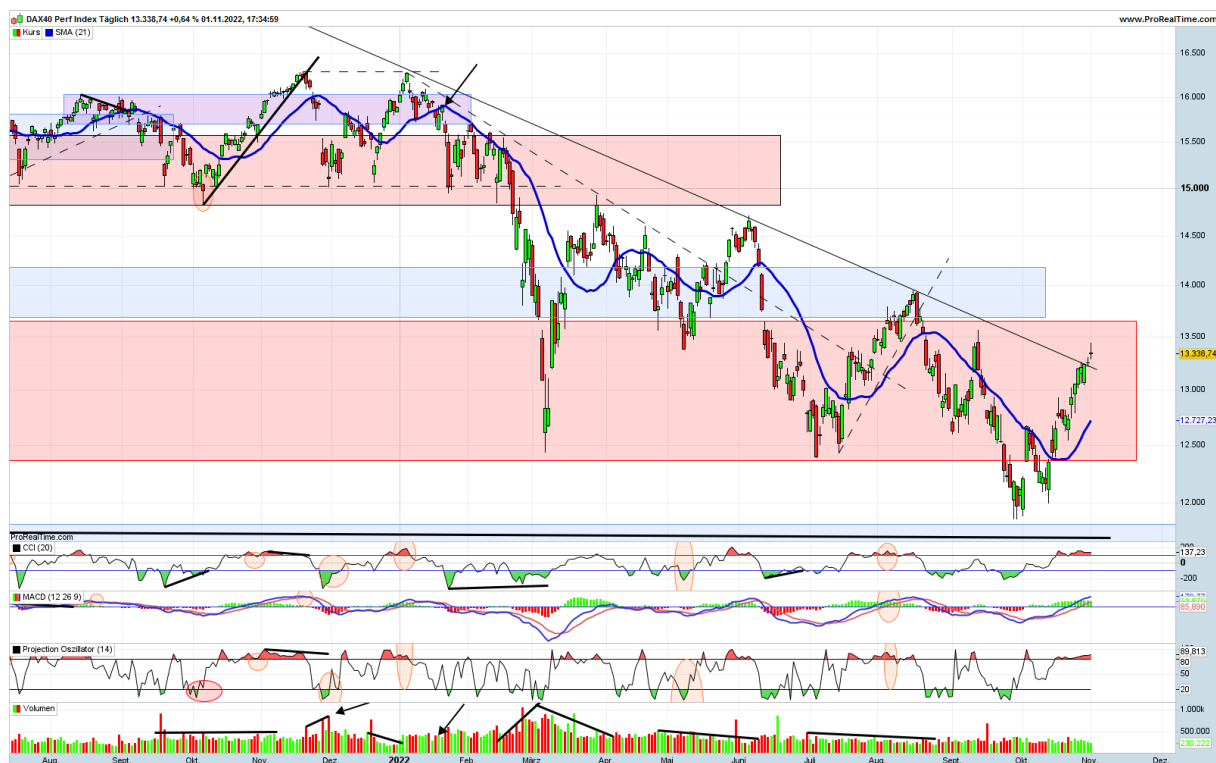 DAX40 Perf Index Täglich 13.338,74 +0,64 % 01.11.2022, 17:34:59
www.ProRealTime.com
Kurs SMA (21)
16.500
16.000
15.500
15.000
14.500
14.000
13.500
13.338,74
13.000
12.727,23
12.500
12.000
ProRealTime.com
CCI (20)
137,23
0
-200
MACD (12 26 9)
85,890
Projection Oszillator (14)
80
50
20
Volumen
1.000k
500.000
230.222
Aug. Sept. Okt. Nov. Dez. 2022 Feb. März Apr. Mai Juni Juli Aug. Sept. Okt. Nov. Dez.